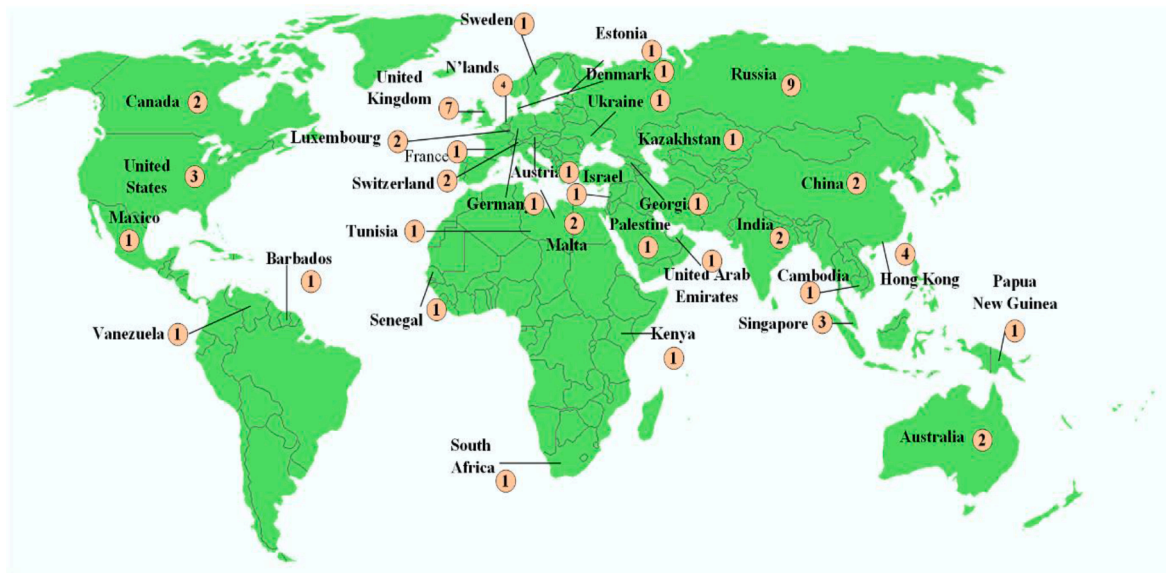 Sweden 1
Estonia
1
N'lands
4
Denmark 1
Russia 9
United
Kingdom 7
Canada 2
Ukraine 1
Luxembourg 2
Kazakhstan 1
France 1
United
States 3
Switzerland 2
Austria 1
Israel
1
China 2
German 1
Georgi 1
Maxico
1
Tunisia 1
Malta
2
Palestine
1
India 2
Barbados
1
United Arab
Emirates
1
Cambodia
1
Hong Kong
4
Papua
New Guinea
1
Senegal 1
Singapore 3
Vanezuela 1
Kenya
1
Australia 2
South
Africa
1